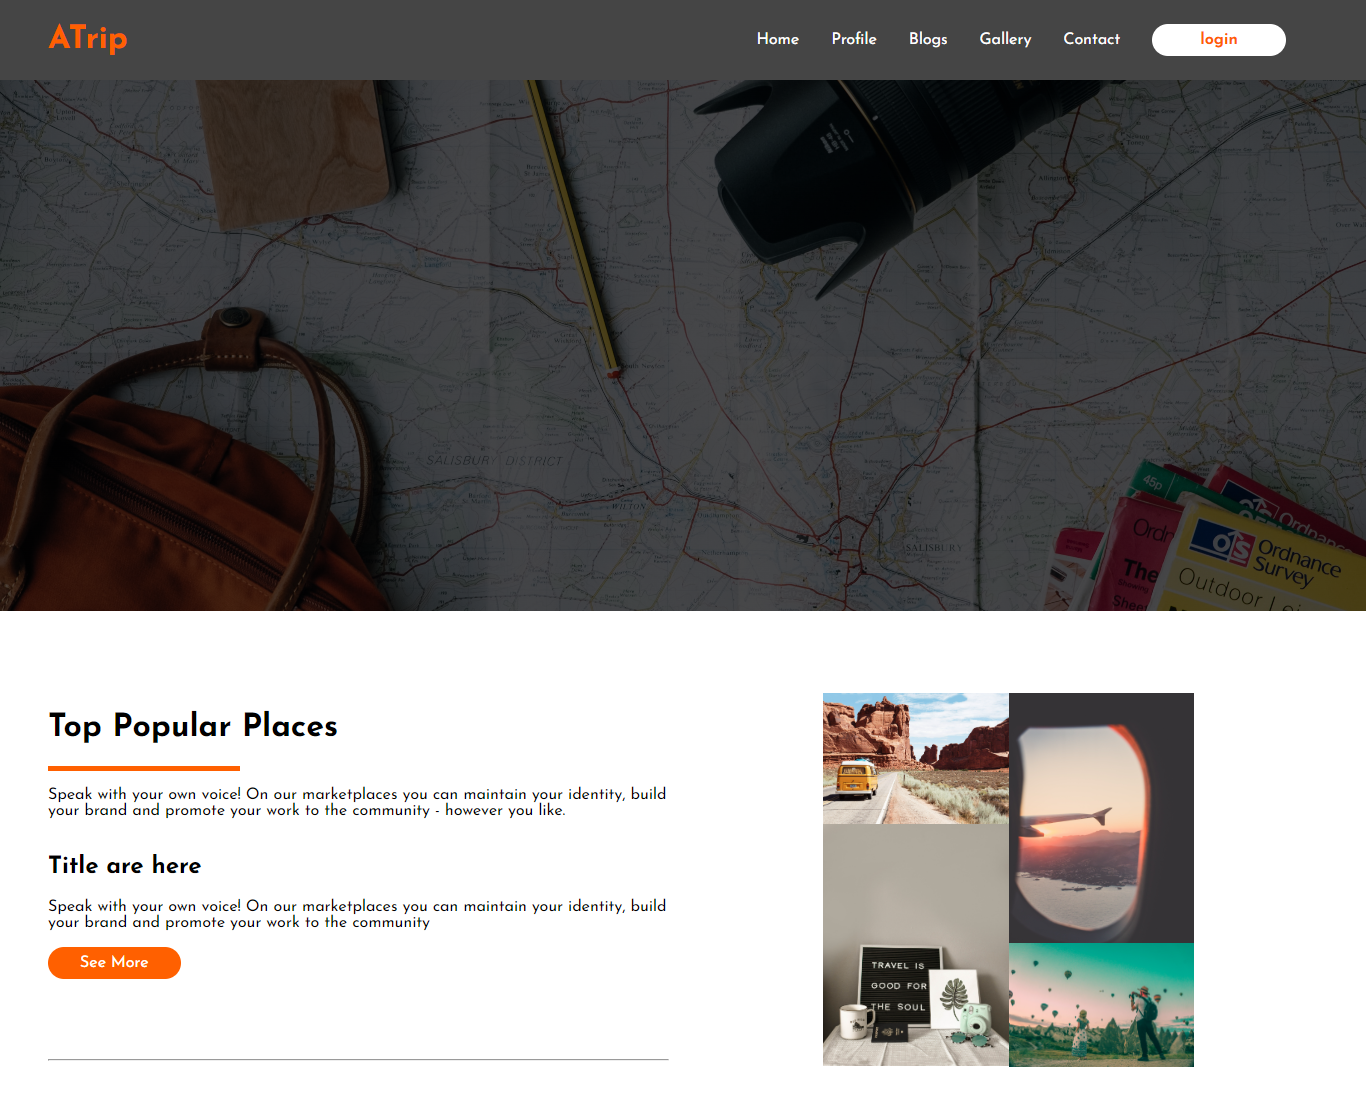 ATrip
Home
Profile
Blogs
Gallery
Contact
login
SALISBURY DISTRICT
WILTON
SALISBURY
45p
Ordnance
Ordnance
Survey
The
Outdoor
Top Popular Places
Speak with your own voice! On our marketplaces you can maintain your identity, build
your brand and promote your work to the community - however you like.
Title are here
Speak with your own voice! On our marketplaces you can maintain your identity, build
your brand and promote your work to the community
See More
TRAVEL IS
GOOD FOR
THE SOUL